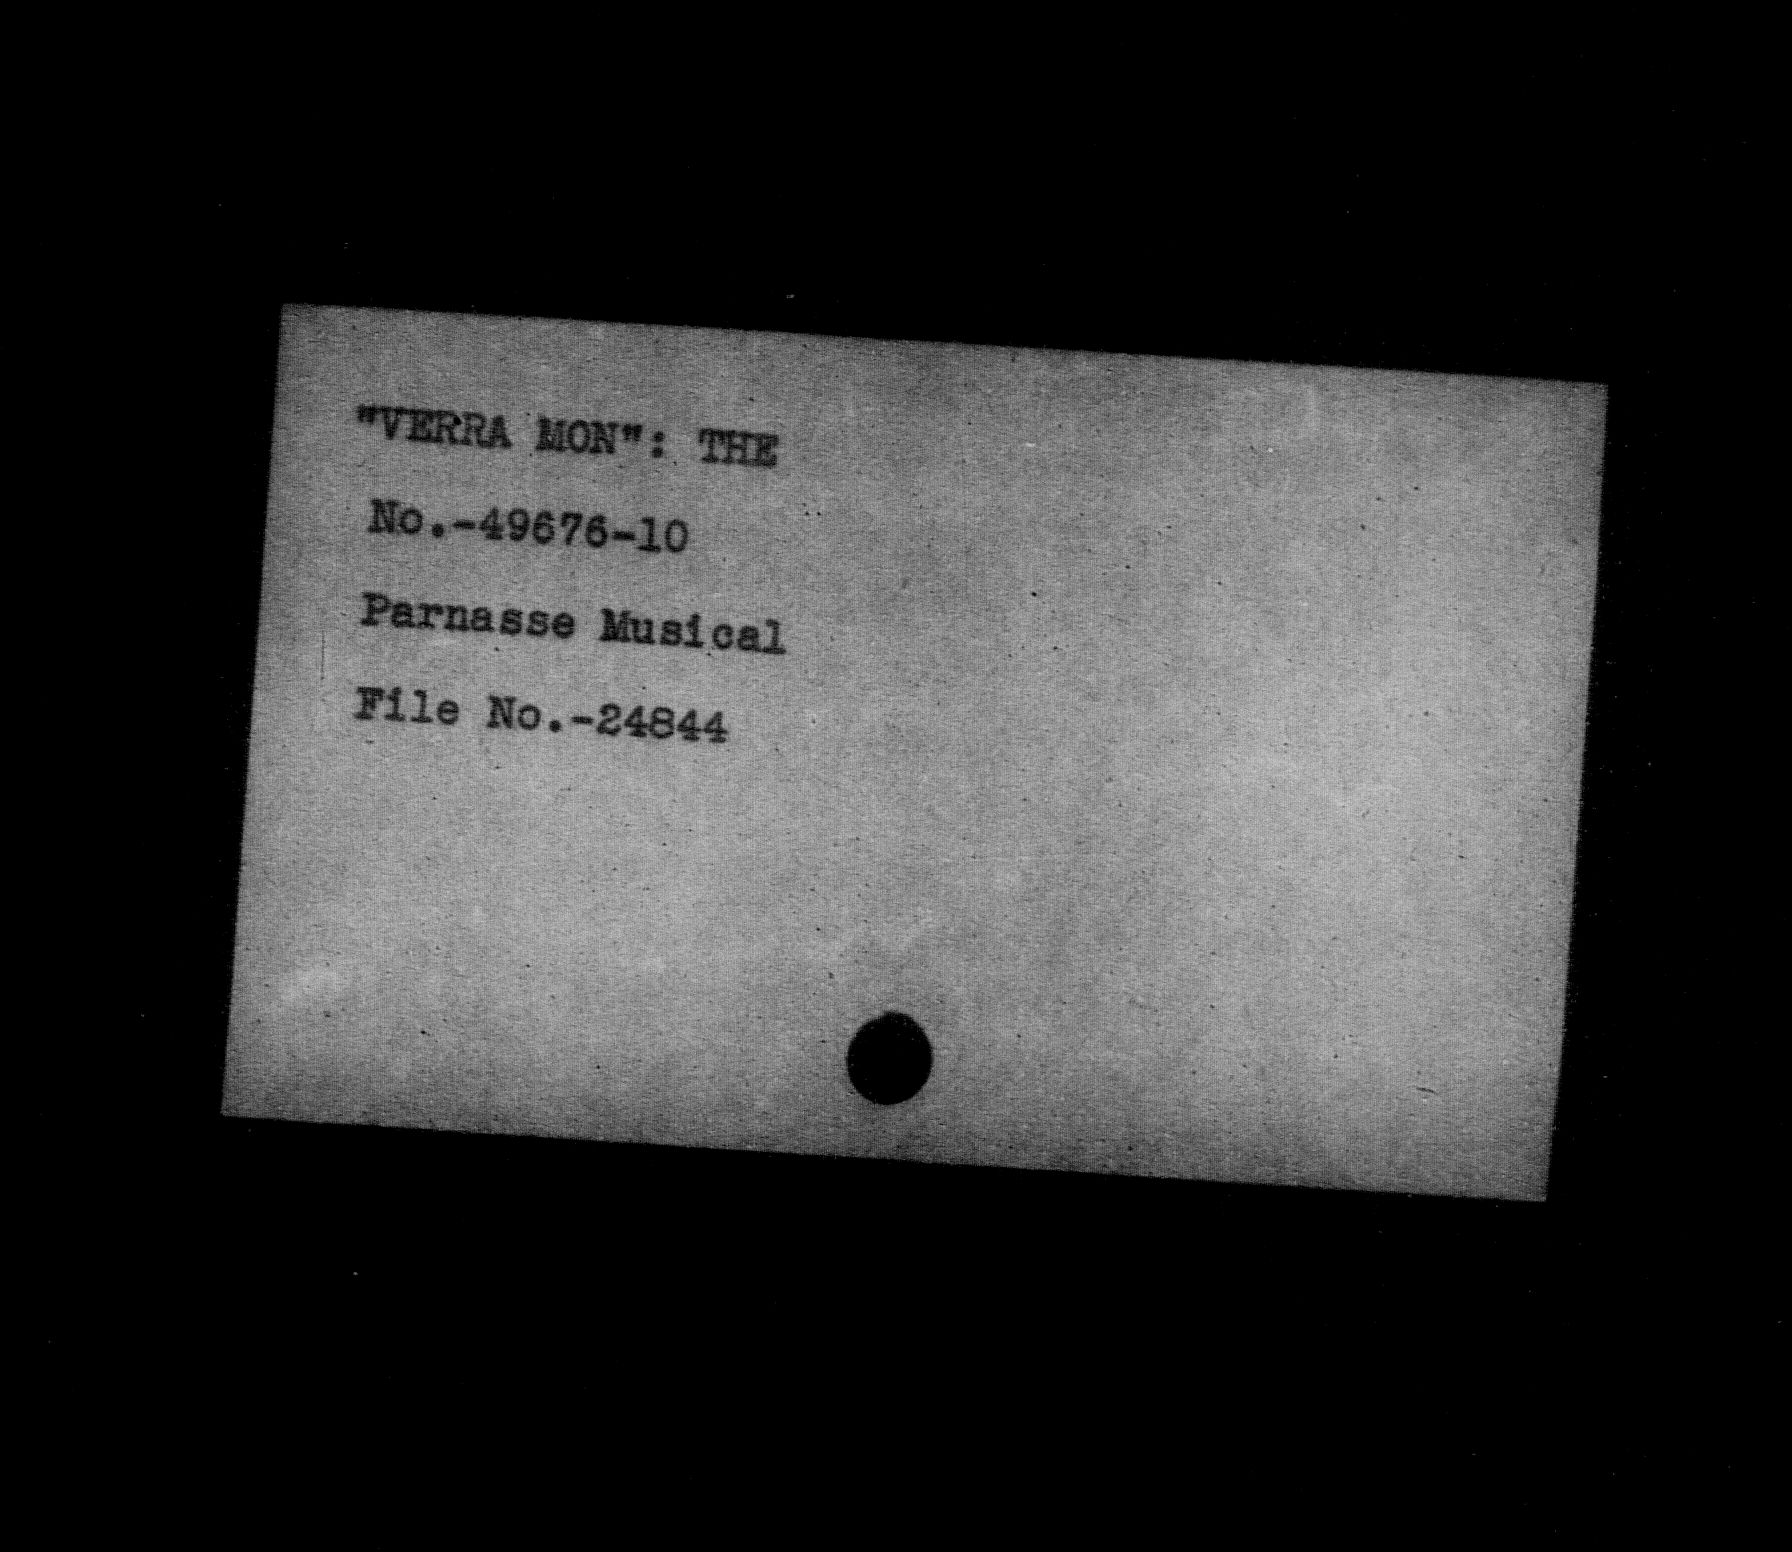 "VERRA MON": THE
No.-49676-10
Parnasse Musical
File No.-24844